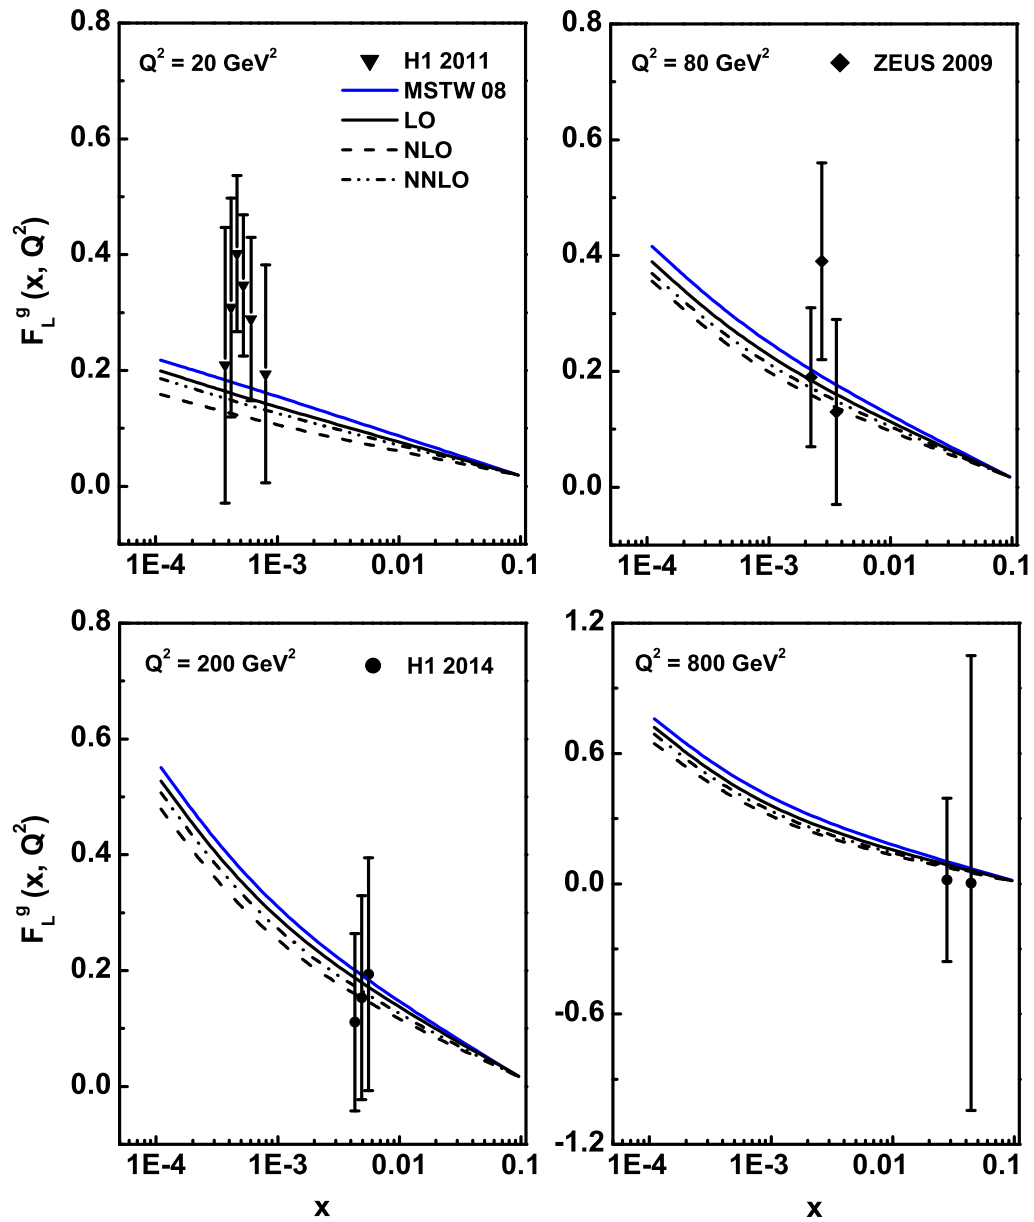 0.8
Q² = 20 GeV²
H1 2011
MSTW 08
LO
NLO
NNLO
0.6
0.4
0.2
0.0
F_L^g (x, Q²)
1E-4 1E-3 0.01 0.1
0.8
Q² = 80 GeV²
ZEUS 2009
0.6
0.4
0.2
0.0
1E-4 1E-3 0.01 0.1
0.8
Q² = 200 GeV²
H1 2014
0.6
0.4
0.2
0.0
F_L^g (x, Q²)
1E-4 1E-3 0.01 0.1
x
1.2
Q² = 800 GeV²
0.6
0.0
-0.6
-1.2
1E-4 1E-3 0.01 0.1
x